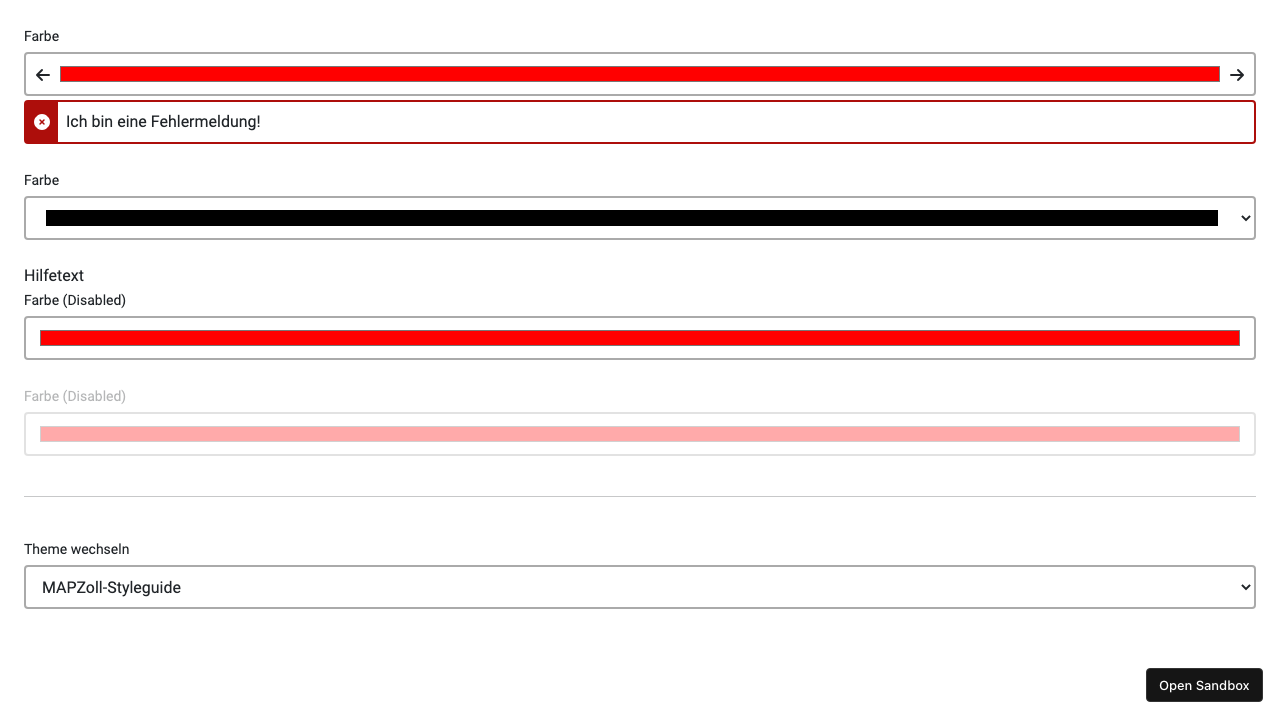 Farbe
Ich bin eine Fehlermeldung!
Farbe
Hilfetext
Farbe (Disabled)
Farbe (Disabled)
Theme wechseln
MAPZoll-Styleguide
Open Sandbox